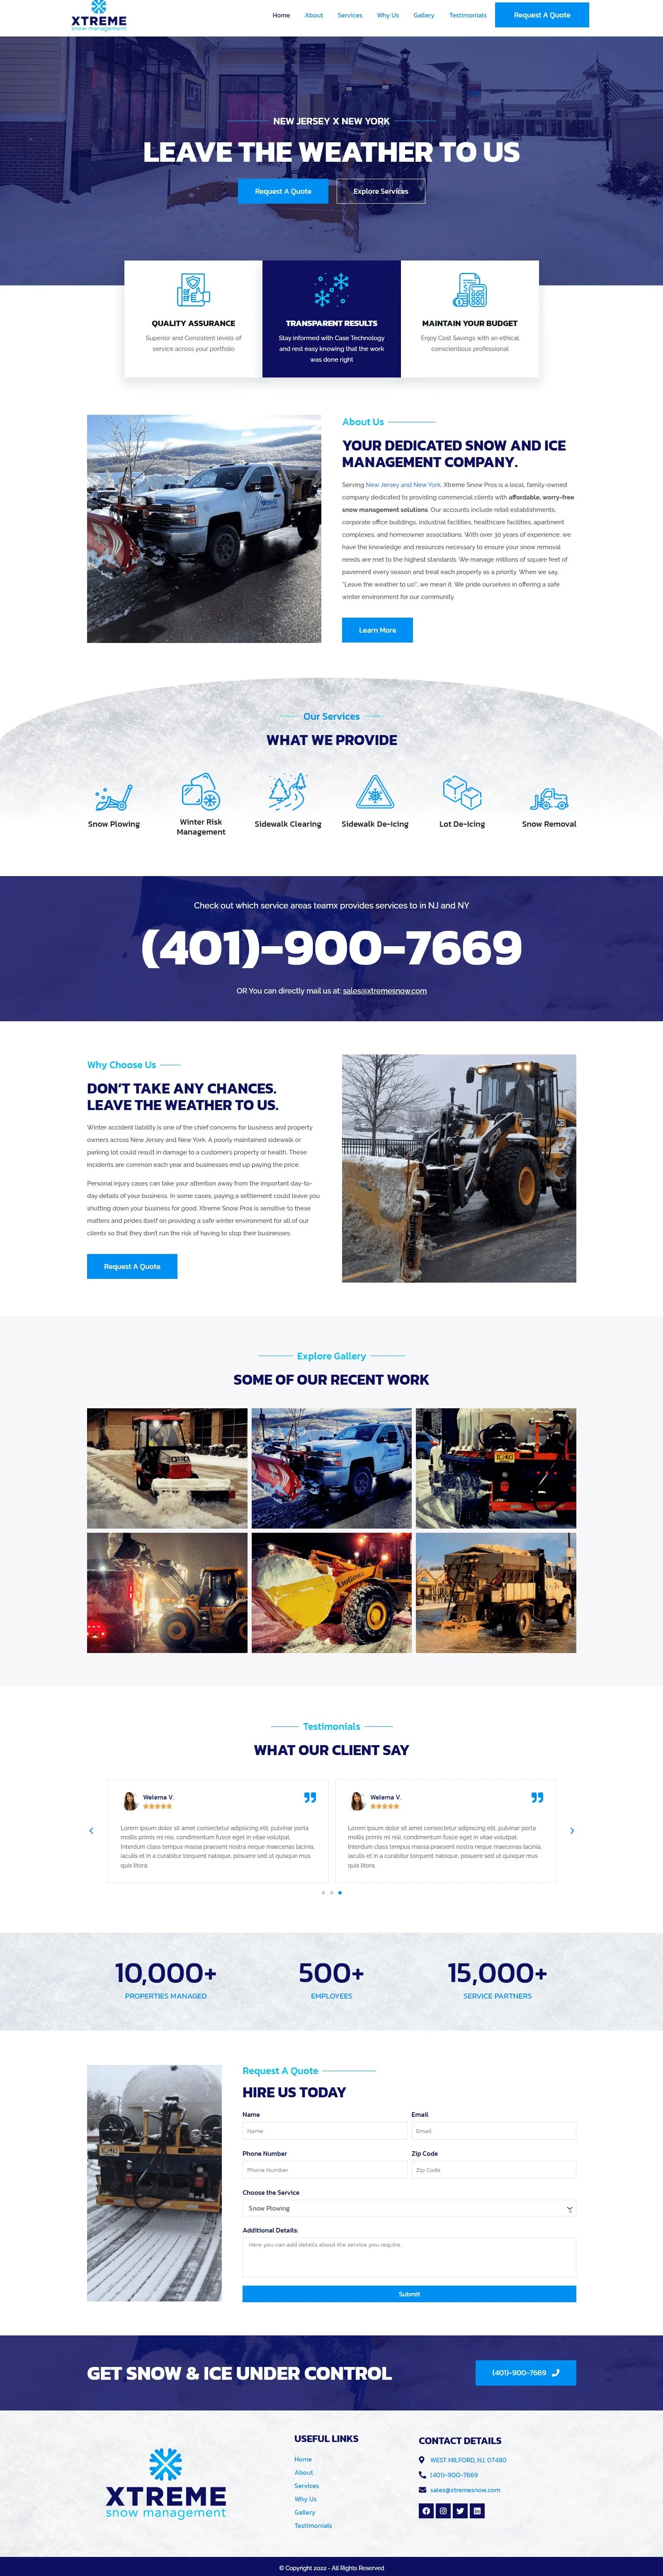 XTREME
snow management
Home
About
Services
Why Us
Gallery
Testimonials
Request A Quote
NEW JERSEY X NEW YORK
LEAVE THE WEATHER TO US
Request A Quote
Explore Services
QUALITY ASSURANCE
Superior and Consistent levels of
service across your portfolio
TRANSPARENT RESULTS
Stay informed with Case Technology
and rest easy knowing that the work
was done right
MAINTAIN YOUR BUDGET
Enjoy Cost Savings with an ethical
conscientious professional
About Us
YOUR DEDICATED SNOW AND ICE
MANAGEMENT COMPANY.
Serving New Jersey and New York, Xtreme Snow Pros is a local, family-owned
company dedicated to providing commercial clients with affordable, worry-free
snow management solutions. Our accounts include retail establishments,
corporate office buildings, industrial facilities, healthcare facilities, apartment
complexes, and homeowner associations. With over 30 years of experience, we
have the knowledge and resources necessary to ensure your snow removal
needs are met to the highest standards. We manage millions of square feet of
pavement every season and treat each property as a priority. When we say,
"Leave the weather to us!", we mean it. We pride ourselves in offering a safe
winter environment for our community.
Learn More
Our Services
WHAT WE PROVIDE
Snow Plowing
Winter Risk
Management
Sidewalk Clearing
Sidewalk De-Icing
Lot De-Icing
Snow Removal
Check out which service areas teamx provides services to in NJ and NY
(401)-900-7669
OR You can directly mail us at: sales@xtremesnow.com
Why Choose Us
DON'T TAKE ANY CHANCES.
LEAVE THE WEATHER TO US.
Winter accident liability is one of the chief concerns for business and property
owners across New Jersey and New York. A poorly maintained sidewalk or
parking lot could result in damage to a customer's property or health. These
incidents are common each year and businesses end up paying the price.
Personal injury cases can take your attention away from the important day-to-
day details of your business. In some cases, paying a settlement could leave you
shutting down your business for good. Xtreme Snow Pros is sensitive to these
matters and prides itself on providing a safe winter environment for all of our
clients so that they don't run the risk of having to stop their businesses.
Request A Quote
Explore Gallery
SOME OF OUR RECENT WORK
LiuGong
Testimonials
WHAT OUR CLIENT SAY
Welema V.
Lorem ipsum dolor sit amet consectetur adipiscing elit, pulvinar porta
mollis primis mi nisi, condimentum fusce eget in vitae volutpat.
Interdum class tempus massa praesent nostra neque maecenas lacinia,
iaculis et in a curabitur torquent natoque, posuere sed ut quisque mus
quis litora.
Welema V.
Lorem ipsum dolor sit amet consectetur adipiscing elit, pulvinar porta
mollis primis mi nisi, condimentum fusce eget in vitae volutpat.
Interdum class tempus massa praesent nostra neque maecenas lacinia,
iaculis et in a curabitur torquent natoque, posuere sed ut quisque mus
quis litora.
10,000+
PROPERTIES MANAGED
500+
EMPLOYEES
15,000+
SERVICE PARTNERS
Request A Quote
HIRE US TODAY
Name
Email
Name
Email
Phone Number
Zip Code
Phone Number
Zip Code
Choose the Service
Snow Plowing
Additional Details:
Here you can add details about the service you require..
Submit
GET SNOW & ICE UNDER CONTROL
(401)-900-7669
XTREME
snow management
USEFUL LINKS
Home
About
Services
Why Us
Gallery
Testimonials
CONTACT DETAILS
WEST MILFORD, NJ, 07480
(401)-900-7669
sales@xtremesnow.com
© Copyright 2022 - All Rights Reserved